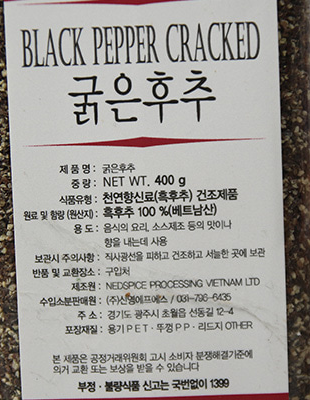 BLACK PEPPER CRACKED
굵은후추
제 품 명 : 굵은후추
중 량 : NET WT. 400 g
식품유형 : 천연향신료(흑후추) 건조제품
원료 및 함량 (원산지) : 흑후추 100 %(베트남산)
용 도 : 음식의 요리, 소스제조 등의 맛이나
향을 내는데 사용
보관시 주의사항 : 직사광선을 피하고 건조하고 서늘한 곳에 보관
반품 및 교환장소 : 구입처
제조원 : NEDSPICE PROCESSING VIETNAM LTD
수입소분판매원 : (주)신영에프에스 / 031-796-6435
주 소 : 경기도 광주시 초월읍 선동길 12-4
포장재질 : 용기 PET · 뚜껑 PP · 리드지 OTHER
본 제품은 공정거래위원회 고시 소비자 분쟁해결기준에
의거 교환 또는 보상을 받을 수 있습니다
부정 · 불량식품 신고는 국번없이 1399